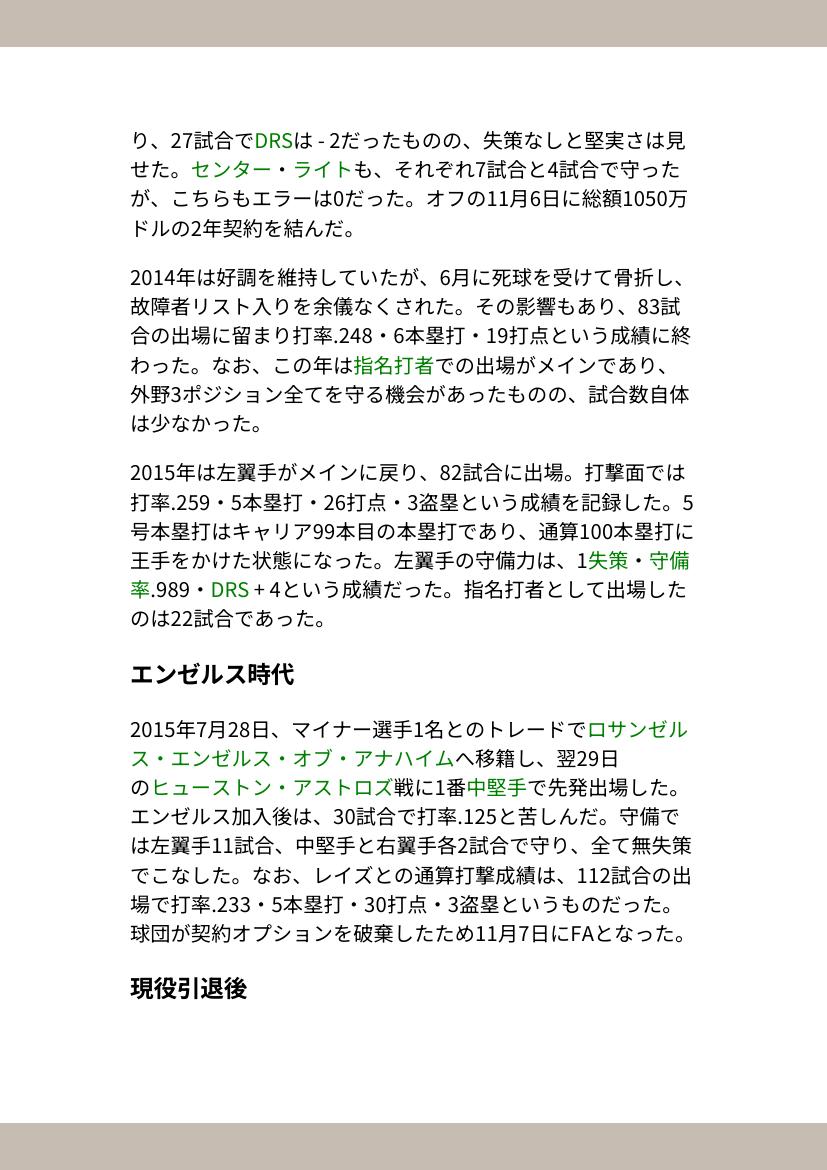 り、27試合でDRSは - 2だったものの、失策なしと堅実さは見
せた。センター・ライトも、それぞれ7試合と4試合で守った
が、こちらもエラーは0だった。オフの11月6日に総額1050万
ドルの2年契約を結んだ。
2014年は好調を維持していたが、6月に死球を受けて骨折し、
故障者リスト入りを余儀なくされた。その影響もあり、83試
合の出場に留まり打率.248・6本塁打・19打点という成績に終
わった。なお、この年は指名打者での出場がメインであり、
外野3ポジション全てを守る機会があったものの、試合数自体
は少なかった。
2015年は左翼手がメインに戻り、82試合に出場。打撃面では
打率.259・5本塁打・26打点・3盗塁という成績を記録した。5
号本塁打はキャリア99本目の本塁打であり、通算100本塁打に
王手をかけた状態になった。左翼手の守備力は、1失策・守備
率.989・DRS + 4という成績だった。指名打者として出場した
のは22試合であった。
エンゼルス時代
2015年7月28日、マイナー選手1名とのトレードでロサンゼル
ス・エンゼルス・オブ・アナハイムへ移籍し、翌29日
のヒューストン・アストロズ戦に1番中堅手で先発出場した。
エンゼルス加入後は、30試合で打率.125と苦しんだ。守備で
は左翼手11試合、中堅手と右翼手各2試合で守り、全て無失策
でこなした。なお、レイズとの通算打撃成績は、112試合の出
場で打率.233・5本塁打・30打点・3盗塁というものだった。
球団が契約オプションを破棄したため11月7日にFAとなった。
現役引退後